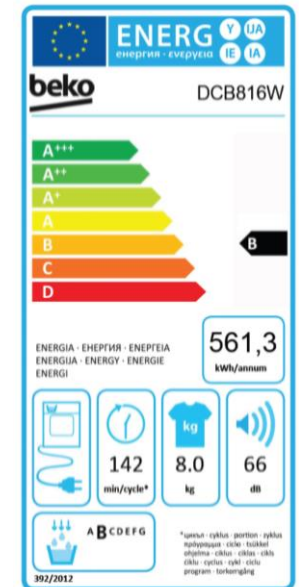 ENERG Y IJA
енергия · ενεργεια IE IA
beko
DCB816W
A+++
A++
A+
A
B
B
C
D
ENERGIA · ЕНЕРГИЯ · ΕΝΕΡΓΕΙΑ
ENERGIJA · ENERGY · ENERGIE
ENERGI
561,3
kWh/annum
142
min/cycle*
kg
8.0
kg
66
dB
ABCDEFG
*цикъл · cyklus · portion · zyklus
πρόγραμμα · ciclo · tsükkel
ohjelma · ciklus · ciklas · cikls
ċiklu · cyclus · cykl · ciclu
program · torkomgång
392/2012